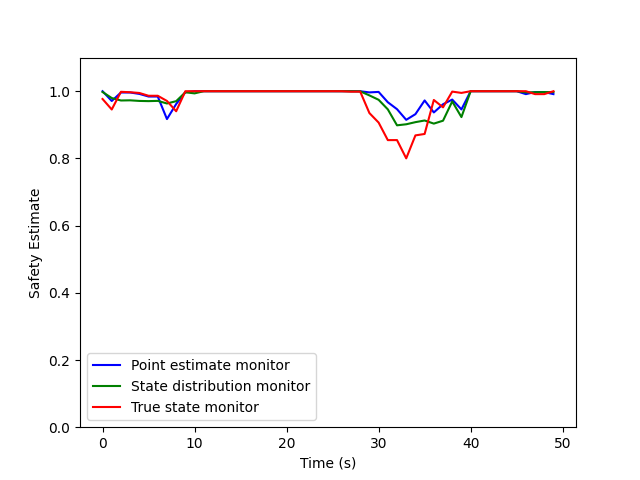 1.0
0.8
0.6
0.4
0.2
0.0
Safety Estimate
Point estimate monitor
State distribution monitor
True state monitor
0 10 20 30 40 50
Time (s)